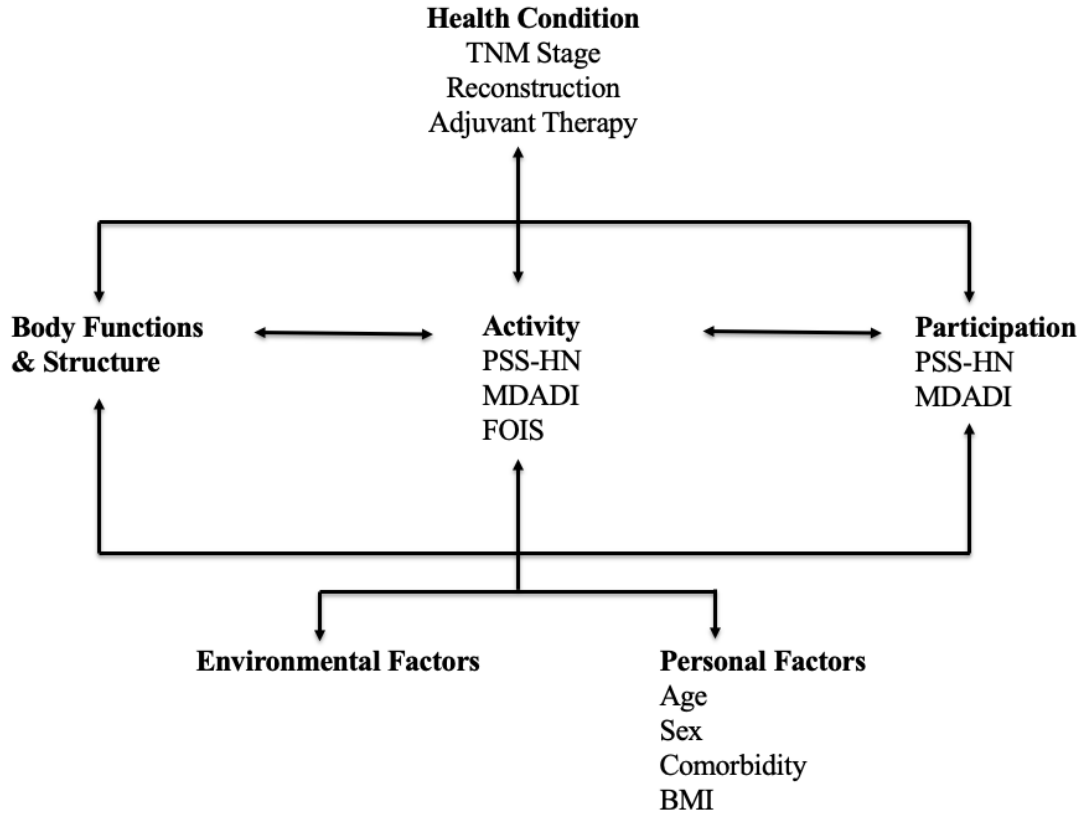 Health Condition
TNM Stage
Reconstruction
Adjuvant Therapy
Body Functions
& Structure
Activity
PSS-HN
MDADI
FOIS
Participation
PSS-HN
MDADI
Environmental Factors
Personal Factors
Age
Sex
Comorbidity
BMI